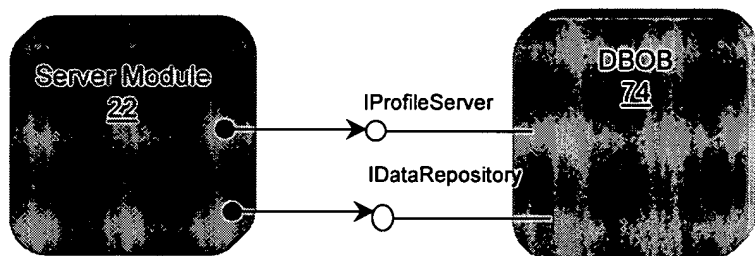 Server Module
22
DBOB
74
IProfileServer
IDataRepository